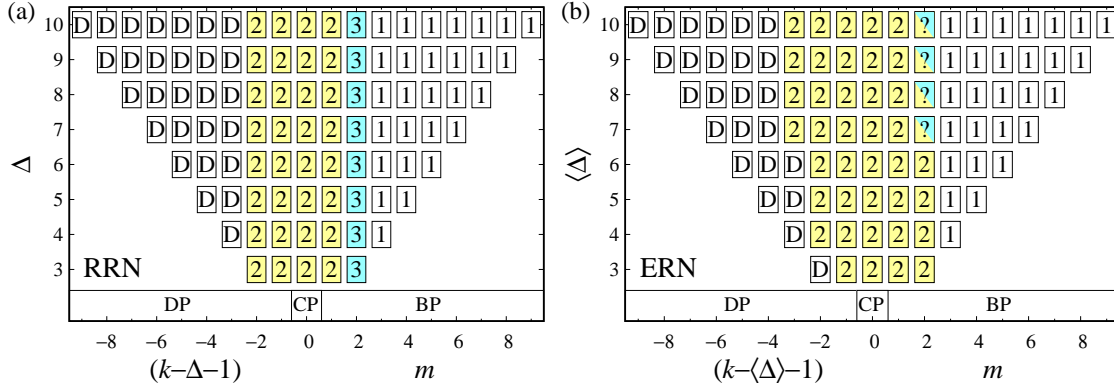 (a)
10 D D D D D D D 2 2 2 2 3 1 1 1 1 1 1 1
9 D D D D D D 2 2 2 2 3 1 1 1 1 1 1
8 D D D D D 2 2 2 2 3 1 1 1 1 1
7 D D D D 2 2 2 2 3 1 1 1 1
6 D D D 2 2 2 2 3 1 1 1
5 D D 2 2 2 2 3 1 1
4 D 2 2 2 2 3 1
3 2 2 2 2 3
Δ
RRN
DP CP BP
−8 −6 −4 −2 0 2 4 6 8
(k−Δ−1) m
(b)
10 D D D D D D 2 2 2 2 2 ? 1 1 1 1 1 1 1
9 D D D D D 2 2 2 2 2 ? 1 1 1 1 1 1
8 D D D D 2 2 2 2 2 ? 1 1 1 1 1
7 D D D 2 2 2 2 2 ? 1 1 1 1
6 D D D 2 2 2 2 2 1 1 1
5 D D 2 2 2 2 2 1 1
4 D 2 2 2 2 2 1
3 D 2 2 2 2
⟨Δ⟩
ERN
DP CP BP
−8 −6 −4 −2 0 2 4 6 8
(k−⟨Δ⟩−1) m